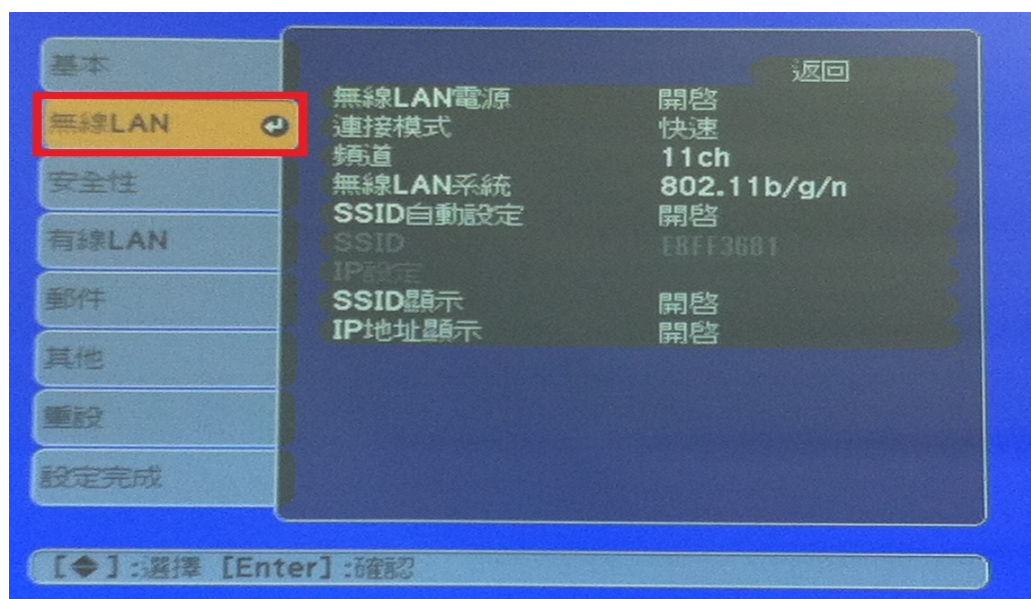 基本
無線LAN
安全性
有線LAN
郵件
其他
重設
設定完成
返回
無線LAN電源 開啓
連接模式 快速
頻道 11ch
無線LAN系統 802.11b/g/n
SSID自動設定 開啓
SSID E8FF3681
IP設定
SSID顯示 開啓
IP地址顯示 開啓
[◆]:選擇 [Enter]:確認